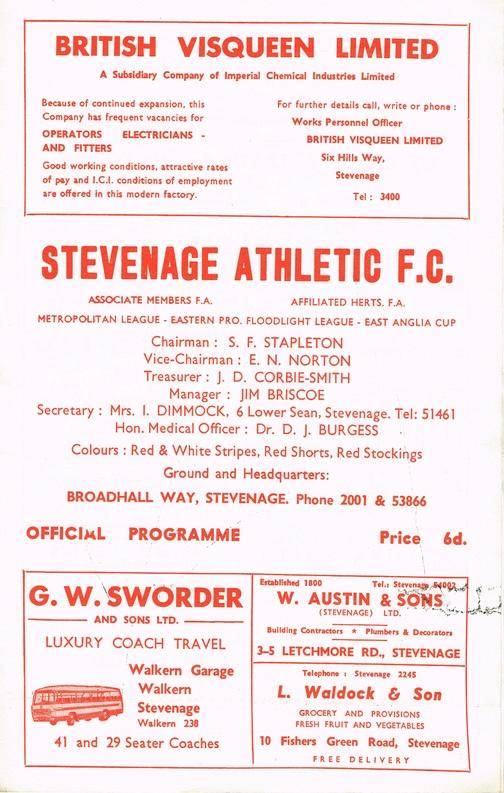 BRITISH VISQUEEN LIMITED
A Subsidiary Company of Imperial Chemical Industries Limited
Because of continued expansion, this
Company has frequent vacancies for
OPERATORS ELECTRICIANS -
AND FITTERS
Good working conditions, attractive rates
of pay and I.C.I. conditions of employment
are offered in this modern factory.
For further details call, write or phone :
Works Personnel Officer
BRITISH VISQUEEN LIMITED
Six Hills Way,
Stevenage
Tel : 3400
STEVENAGE ATHLETIC F.C.
ASSOCIATE MEMBERS F.A. AFFILIATED HERTS. F.A.
METROPOLITAN LEAGUE - EASTERN PRO. FLOODLIGHT LEAGUE - EAST ANGLIA CUP
Chairman : S. F. STAPLETON
Vice-Chairman : E. N. NORTON
Treasurer : J. D. CORBIE-SMITH
Manager : JIM BRISCOE
Secretary : Mrs. I. DIMMOCK, 6 Lower Sean, Stevenage. Tel: 51461
Hon. Medical Officer : Dr. D. J. BURGESS
Colours : Red & White Stripes, Red Shorts, Red Stockings
Ground and Headquarters:
BROADHALL WAY, STEVENAGE. Phone 2001 & 53866
OFFICIAL PROGRAMME Price 6d.
G. W. SWORDER
AND SONS LTD.
LUXURY COACH TRAVEL
Walkern Garage
Walkern
Stevenage
Walkern 238
41 and 29 Seater Coaches
Established 1800 Tel.: Stevenage 54002
W. AUSTIN & SONS
(STEVENAGE) LTD.
Building Contractors * Plumbers & Decorators
3-5 LETCHMORE RD., STEVENAGE
Telephone : Stevenage 2245
L. Waldock & Son
GROCERY AND PROVISIONS
FRESH FRUIT AND VEGETABLES
10 Fishers Green Road, Stevenage
FREE DELIVERY